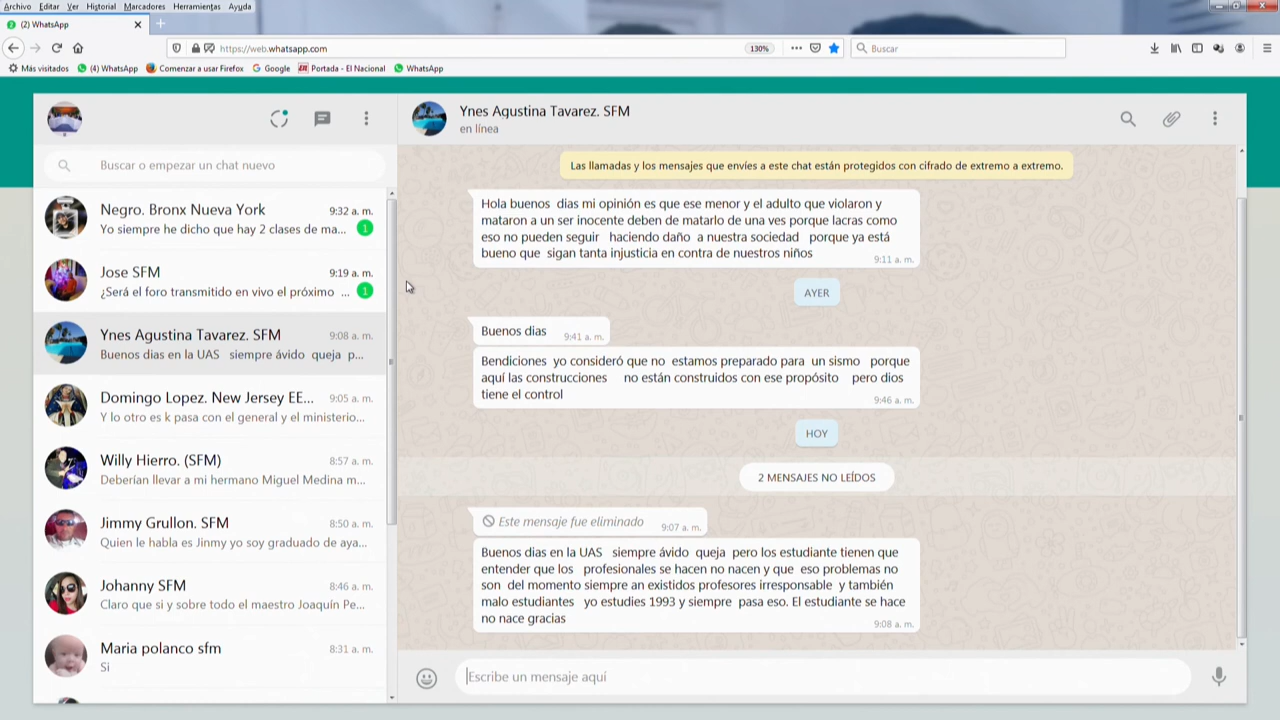 Archivo Editar Ver Historial Marcadores Herramientas Ayuda
(2) WhatsApp
https://web.whatsapp.com
130%
Buscar
Más visitados (4) WhatsApp Comenzar a usar Firefox Google Portada - El Nacional WhatsApp
Buscar o empezar un chat nuevo
Negro. Bronx Nueva York 9:32 a. m.
Yo siempre he dicho que hay 2 clases de ma... 1
Jose SFM 9:19 a. m.
¿Será el foro transmitido en vivo el próximo ... 1
Ynes Agustina Tavarez. SFM 9:08 a. m.
Buenos dias en la UAS siempre ávido queja p...
Domingo Lopez. New Jersey EE... 9:05 a. m.
Y lo otro es k pasa con el general y el ministerio...
Willy Hierro. (SFM) 8:57 a. m.
Deberían llevar a mi hermano Miguel Medina m...
Jimmy Grullon. SFM 8:50 a. m.
Quien le habla es Jinmy yo soy graduado de aya...
Johanny SFM 8:46 a. m.
Claro que si y sobre todo el maestro Joaquín Pe...
Maria polanco sfm 8:31 a. m.
Si
Ynes Agustina Tavarez. SFM
en línea
Las llamadas y los mensajes que envíes a este chat están protegidos con cifrado de extremo a extremo.
Hola buenos dias mi opinión es que ese menor y el adulto que violaron y
mataron a un ser inocente deben de matarlo de una ves porque lacras como
eso no pueden seguir haciendo daño a nuestra sociedad porque ya está
bueno que sigan tanta injusticia en contra de nuestros niños
9:11 a. m.
AYER
Buenos dias 9:41 a. m.
Bendiciones yo consideró que no estamos preparado para un sismo porque
aquí las construcciones no están construidos con ese propósito pero dios
tiene el control
9:46 a. m.
HOY
2 MENSAJES NO LEÍDOS
Este mensaje fue eliminado 9:07 a. m.
Buenos dias en la UAS siempre ávido queja pero los estudiante tienen que
entender que los profesionales se hacen no nacen y que eso problemas no
son del momento siempre an existidos profesores irresponsable y también
malo estudiantes yo estudies 1993 y siempre pasa eso. El estudiante se hace
no nace gracias
9:08 a. m.
Escribe un mensaje aquí